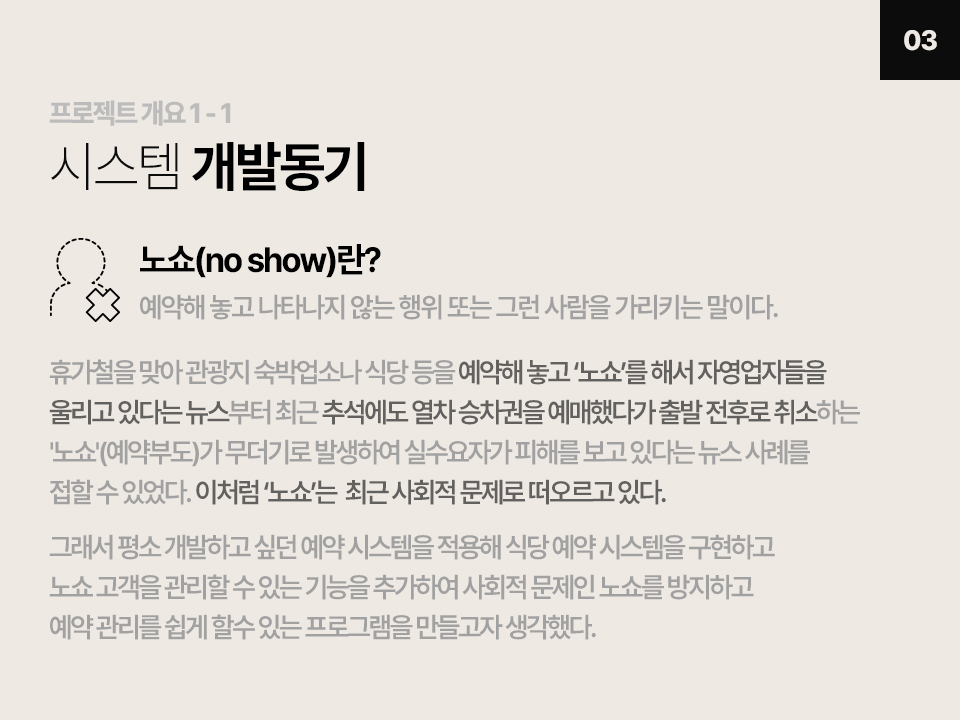 03
프로젝트 개요 1 - 1
시스템 개발동기
노쇼(no show)란?
예약해 놓고 나타나지 않는 행위 또는 그런 사람을 가리키는 말이다.
휴가철을 맞아 관광지 숙박업소나 식당 등을 예약해 놓고 ‘노쇼’를 해서 자영업자들을
울리고 있다는 뉴스부터 최근 추석에도 열차 승차권을 예매했다가 출발 전후로 취소하는
'노쇼'(예약부도)가 무더기로 발생하여 실수요자가 피해를 보고 있다는 뉴스 사례를
접할 수 있었다. 이처럼 ‘노쇼‘는 최근 사회적 문제로 떠오르고 있다.
그래서 평소 개발하고 싶던 예약 시스템을 적용해 식당 예약 시스템을 구현하고
노쇼 고객을 관리할 수 있는 기능을 추가하여 사회적 문제인 노쇼를 방지하고
예약 관리를 쉽게 할수 있는 프로그램을 만들고자 생각했다.